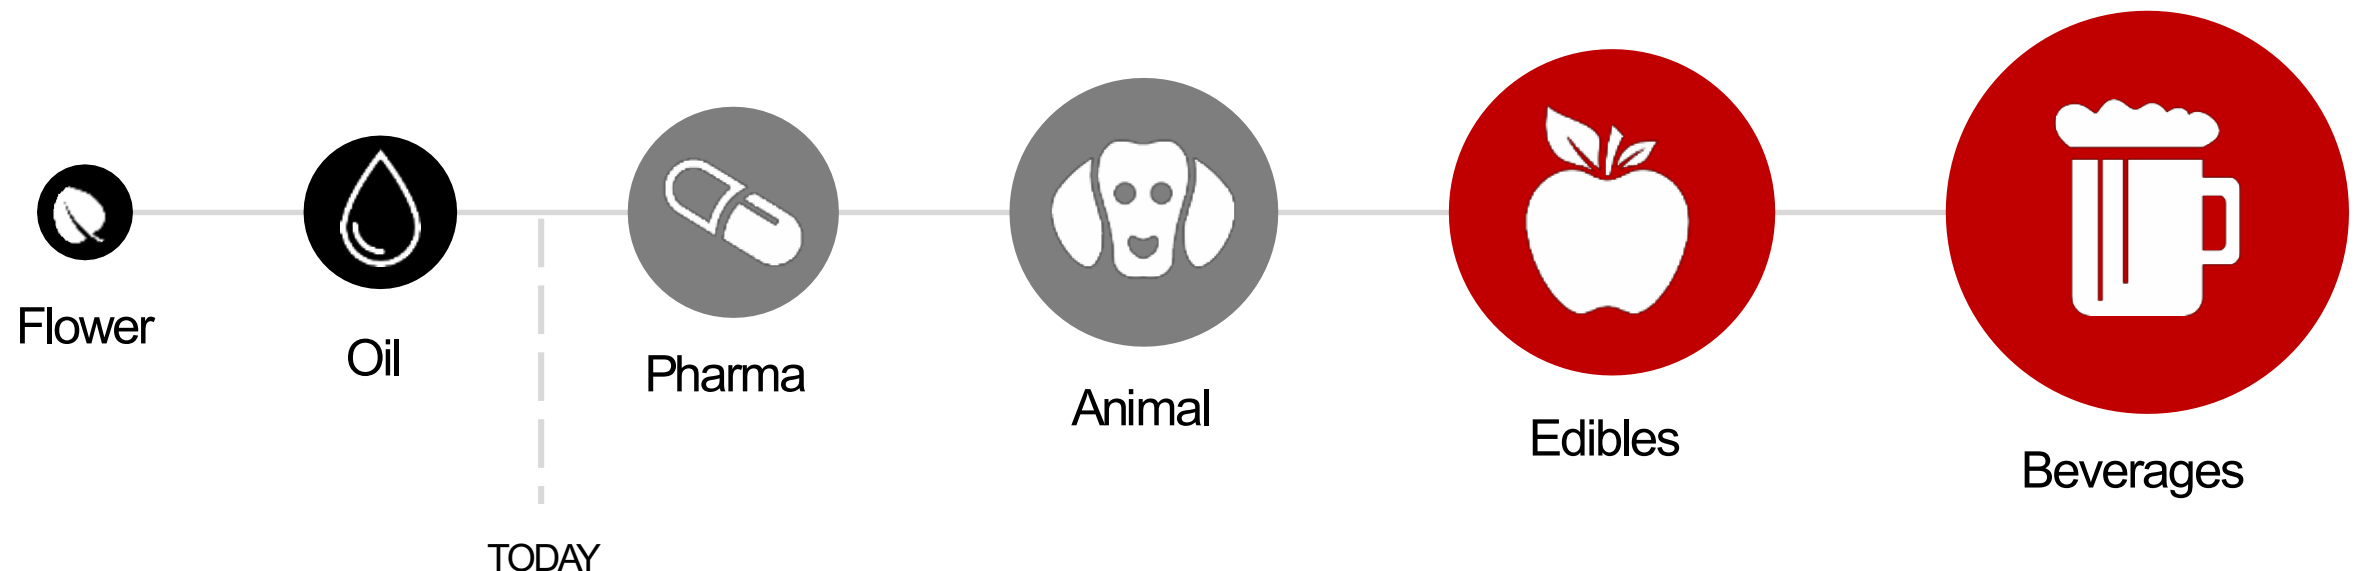 Flower
Oil
Pharma
Animal
Edibles
Beverages
TODAY